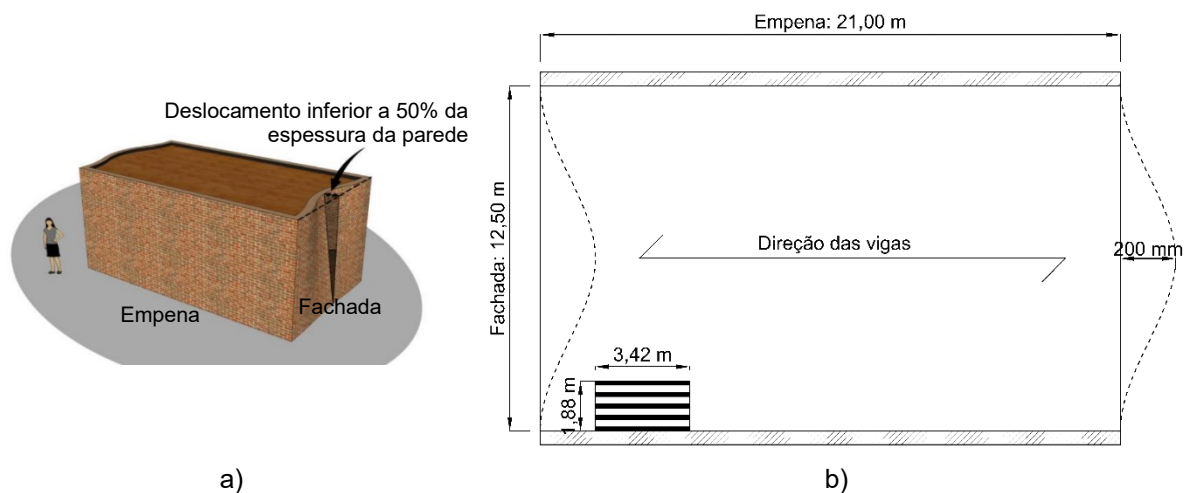 Deslocamento inferior a 50% da
espessura da parede
Empena
Fachada
a)
Empena: 21,00 m
Fachada: 12,50 m
Direção das vigas
200 mm
3,42 m
1,88 m
b)